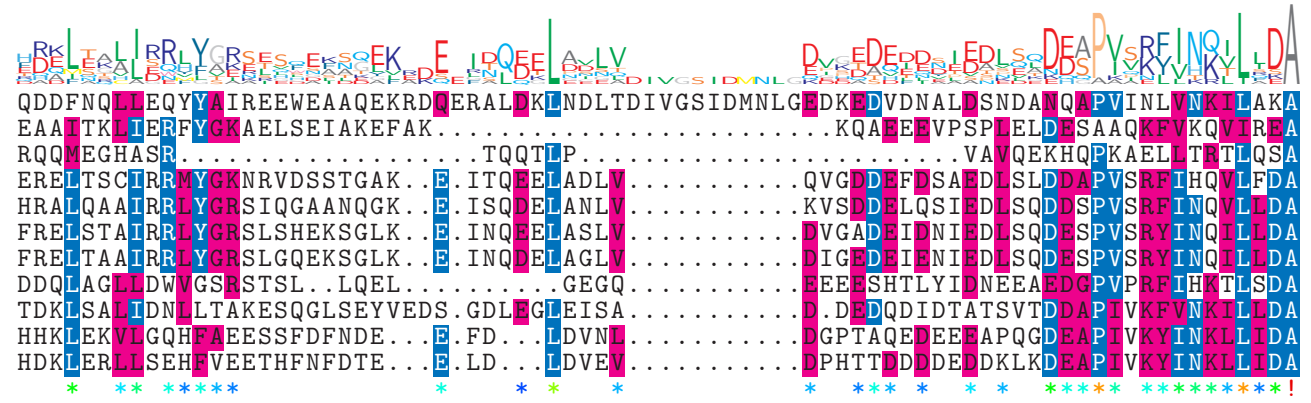 QDDFNQLLEQYYAIREEWEAAQEKRDQERALDKLNDLTDIVGSIDMNLGEDKEDVDNALDSNDANQAPVINLVNKILAKA
EAAITKLIERFYGKAELSEIAKEFAK.........................KQAEEEVPSPLELDESAAQKFVKQVIREA
RQQMEGHASR...................TQQTLP........................VAVQEKHQPKAELLTRTLQSA
ERELTSCIRRMYGKNRVDSSTGAK..E.ITQEELADLV...........QVGDDEFDSAEDLSLDDAPVSRFIHQVLFDA
HRALQAAIRRLYGRSIQGAANQGK..E.ISQDELANLV...........KVSDDELQSIEDLSQDDSPVSRFINQVLLDA
FRELSTAIRRLYGRSLSHEKSGLK..E.INQEELASLV...........DVGADEIDNIEDLSQDESPVSRYINQILLDA
FRELTAAIRRLYGRSLGQEKSGLK..E.INQDELAGLV...........DIGEDEIENIEDLSQDESPVSRYINQILLDA
DDQLAGLLDWVGSRSTSL..LQEL..........GEGQ...........EEEESHTLYIDNEEAEDGPVPRFIHKTLSDA
TDKLSALIDNLLTAKESQGLSEYVEDS.GDLEGLEISA...........D.DEDQDIDTATSVTDDAPIVKFVNKILLDA
HHKLEKVLGQHFAEESSFDFNDE...E.FD...LDVNL...........DGPTAQEDEEEAPQGDEAPIVKYINKLLIDA
HDKLERLLSEHFVEETHFNFDTE...E.LD...LDVEV...........DPHTTDDDDEDDKLKDEAPIVKYINKLLIDA
* ** ***** * * * * * *** * * * ***** ********* !